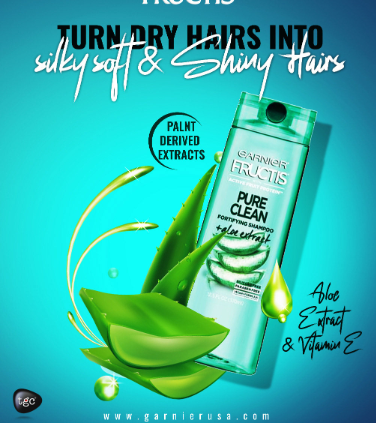 FRUCTIS
TURN DRY HAIRS INTO
silky soft & Shiny Hairs
PALNT
DERIVED
EXTRACTS
GARNIER
FRUCTIS
PURE
CLEAN
FORTIFYING SHAMPOO
+aloe extract
Aloe
Extract
& Vitamin E
tgc
www.garnierusa.com